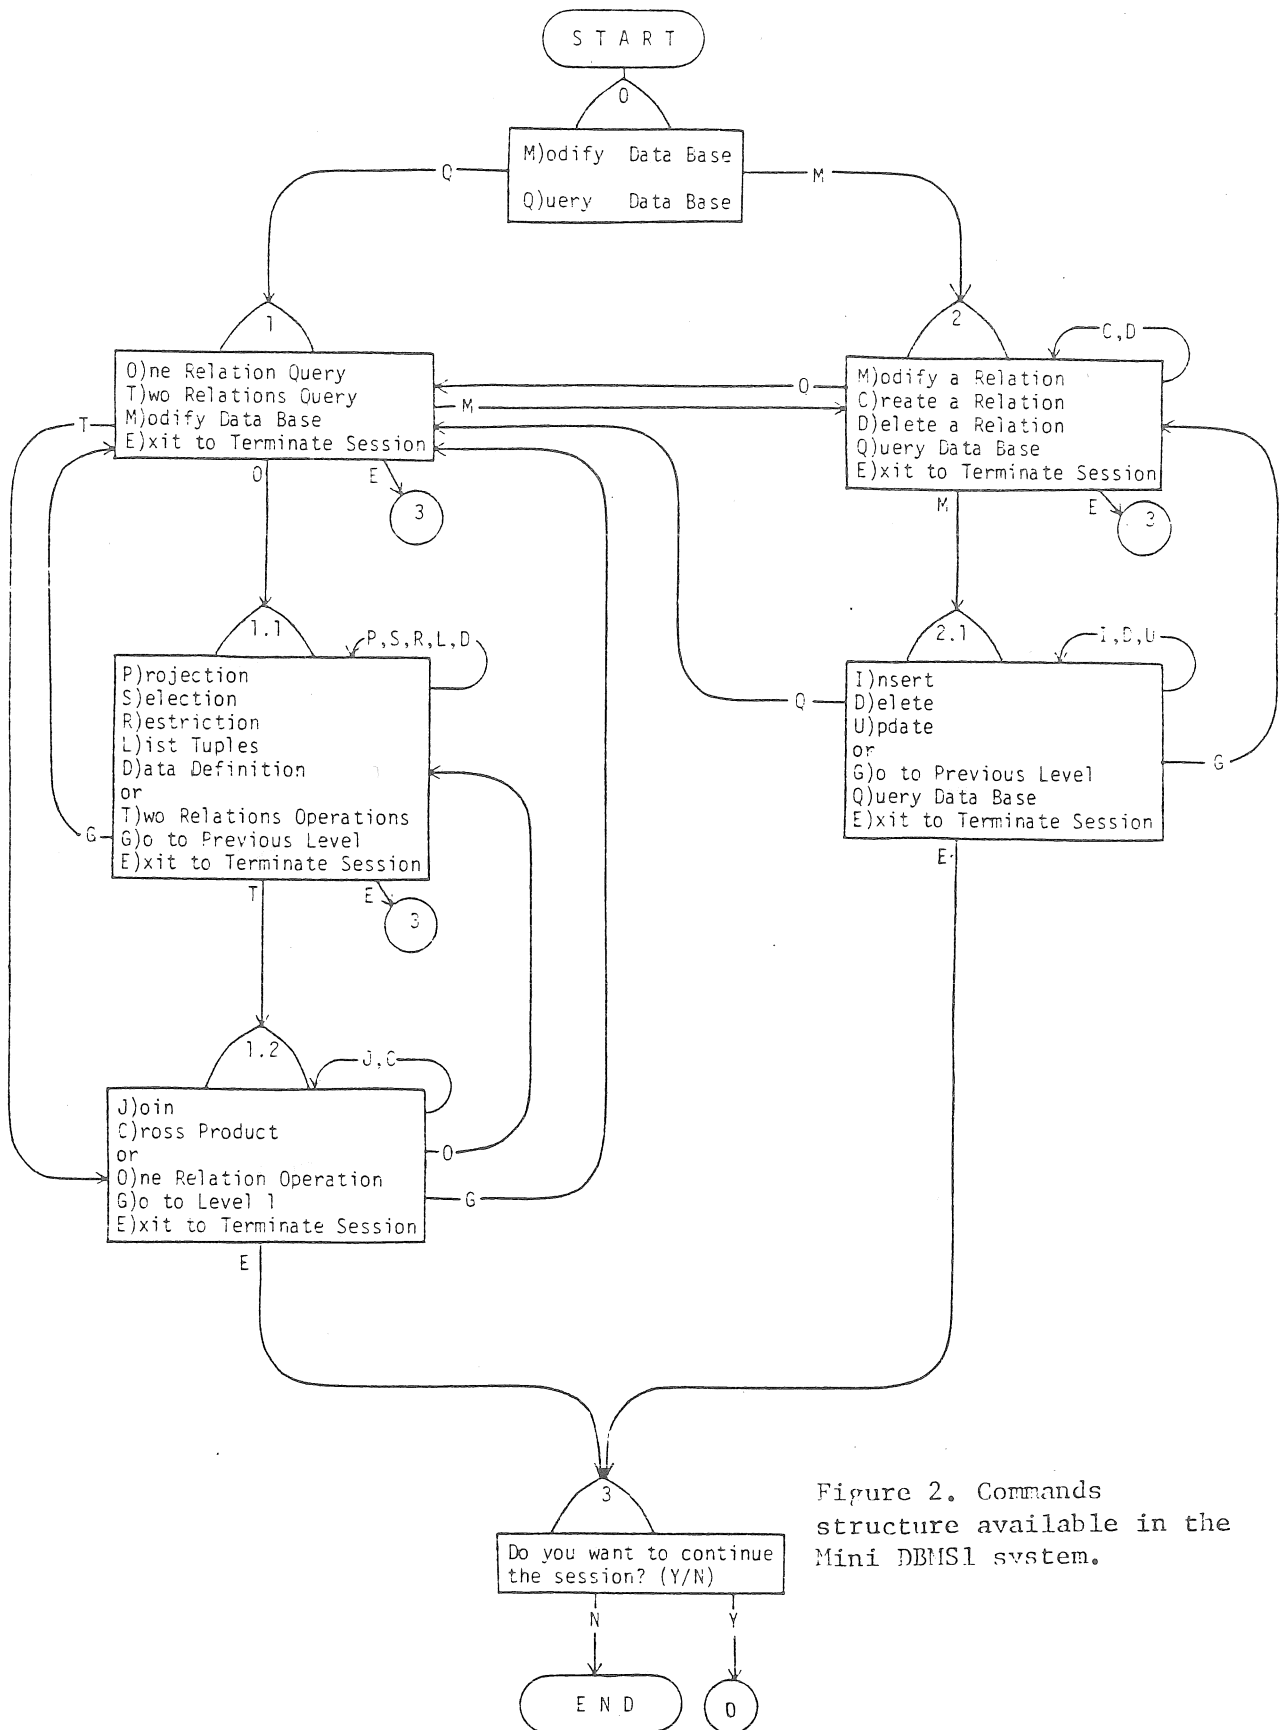 S T A R T
0
M)odify Data Base
Q)uery Data Base
Q
M
1
O)ne Relation Query
T)wo Relations Query
M)odify Data Base
E)xit to Terminate Session
2
C,D
M)odify a Relation
C)reate a Relation
D)elete a Relation
Q)uery Data Base
E)xit to Terminate Session
Q
M
T
O
E
3
M
E
3
1.1
P,S,R,L,D
P)rojection
S)election
R)estriction
L)ist Tuples
D)ata Definition
or
T)wo Relations Operations
G)o to Previous Level
E)xit to Terminate Session
G
T
E
3
2.1
I,D,U
I)nsert
D)elete
U)pdate
or
G)o to Previous Level
Q)uery Data Base
E)xit to Terminate Session
Q
G
E
1.2
J,C
J)oin
C)ross Product
or
O)ne Relation Operation
G)o to Level 1
E)xit to Terminate Session
O
G
E
3
Do you want to continue
the session? (Y/N)
N
Y
E N D
0
Figure 2. Commands
structure available in the
Mini DBMS1 system.